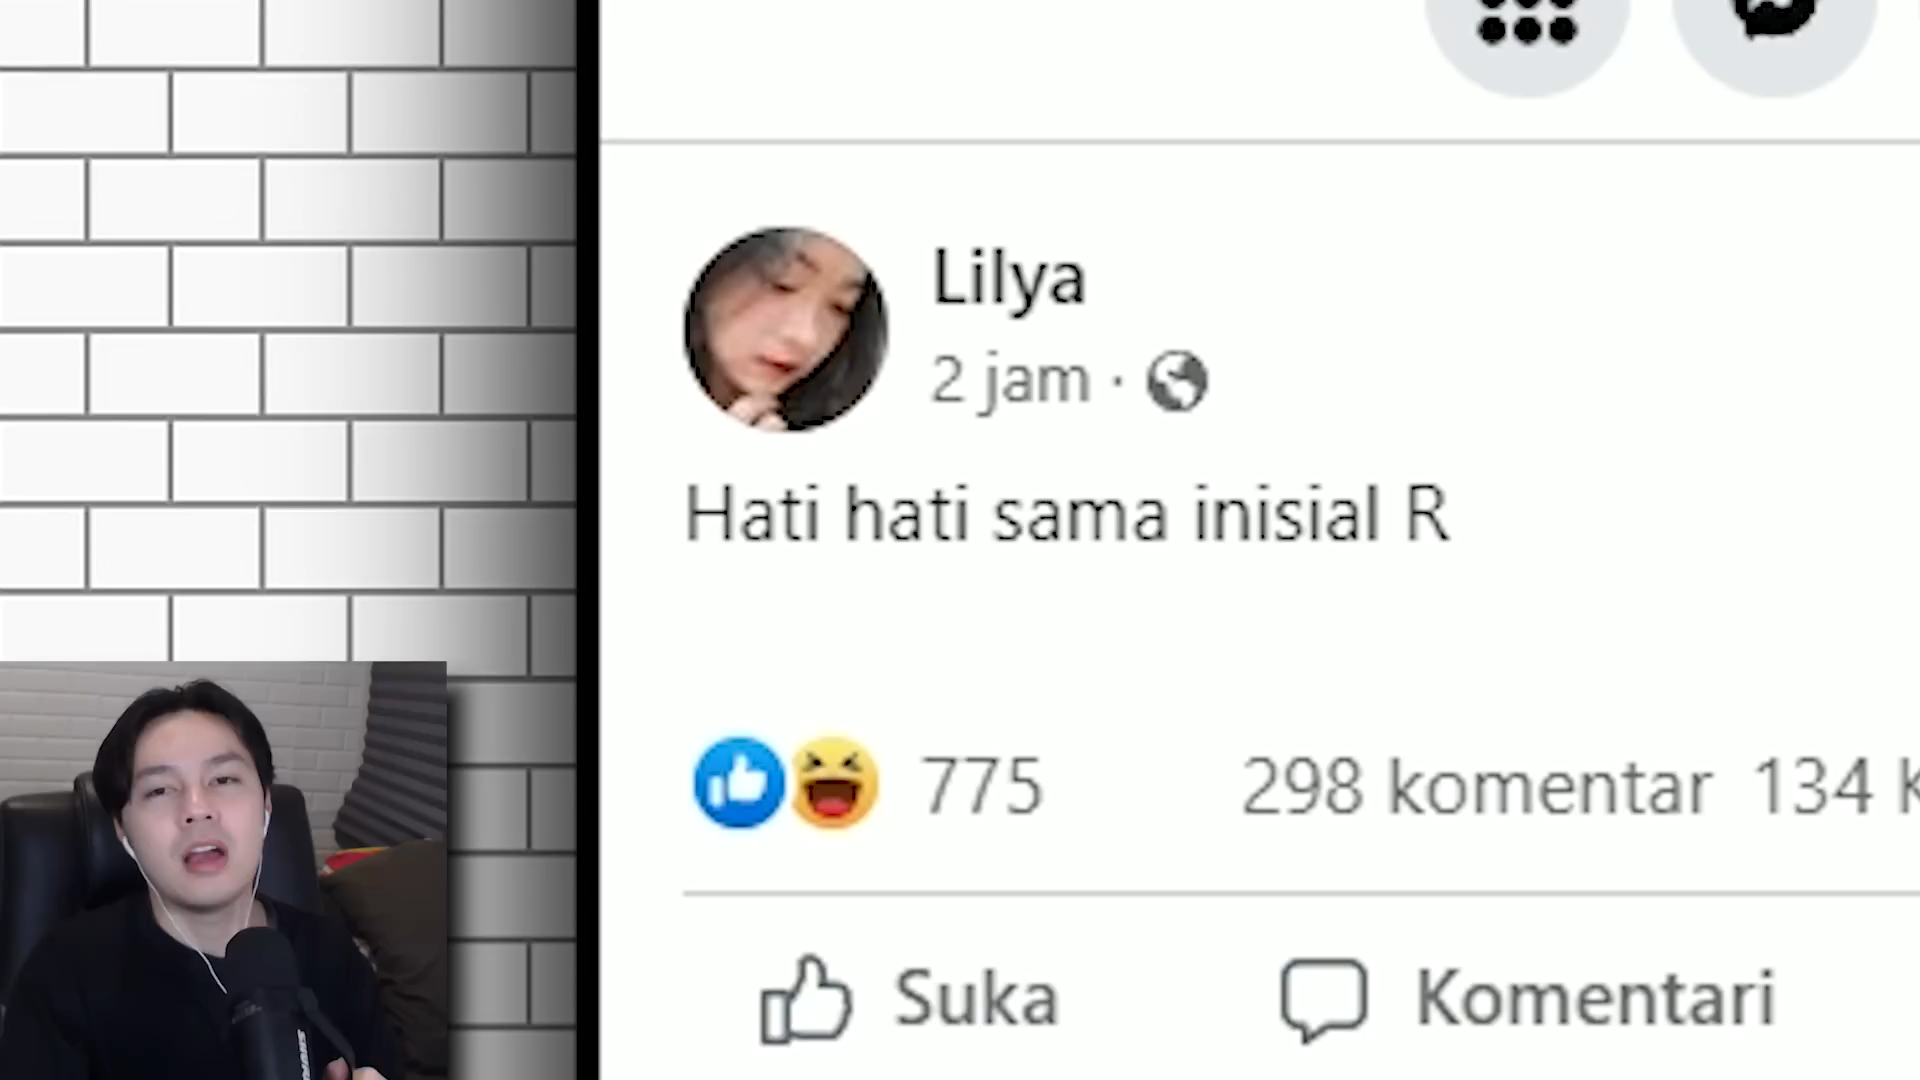 Lilya
2 jam ·
Hati hati sama inisial R
775
298 komentar 134 K
Suka
Komentari